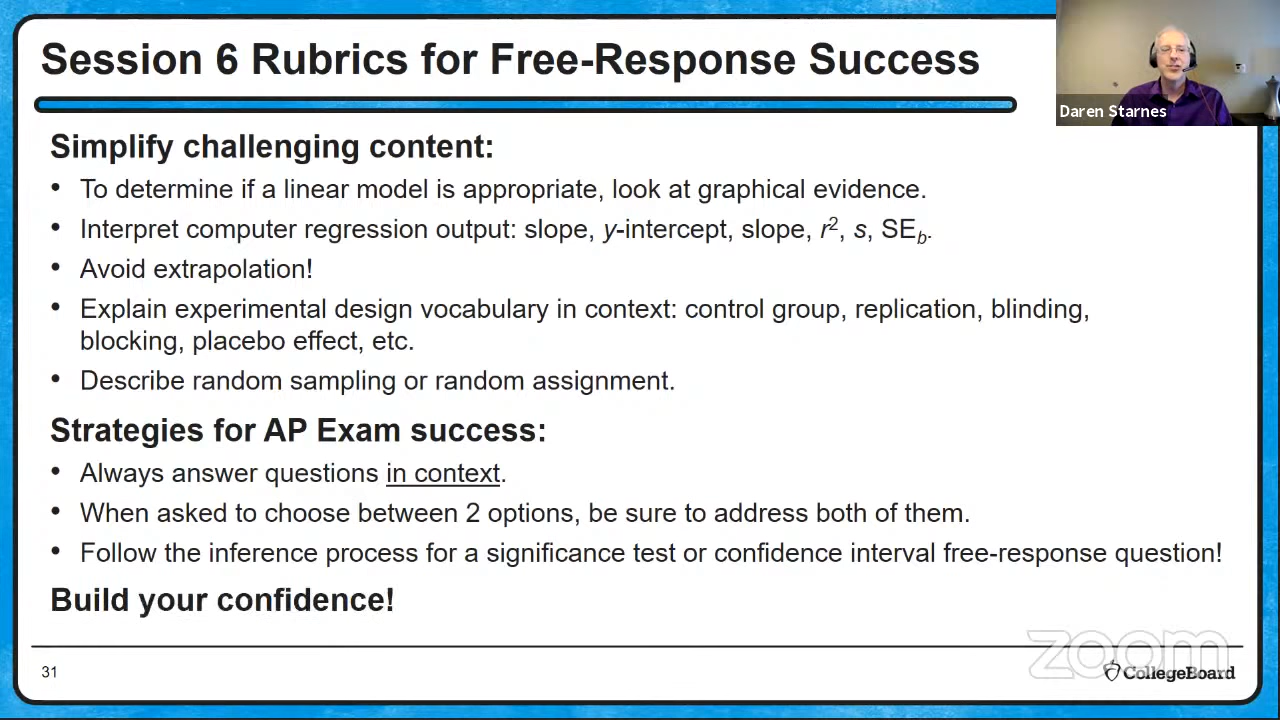 Session 6 Rubrics for Free-Response Success
Daren Starnes
Simplify challenging content:
• To determine if a linear model is appropriate, look at graphical evidence.
• Interpret computer regression output: slope, y-intercept, slope, r², s, SE_b.
• Avoid extrapolation!
• Explain experimental design vocabulary in context: control group, replication, blinding,
blocking, placebo effect, etc.
• Describe random sampling or random assignment.
Strategies for AP Exam success:
• Always answer questions in context.
• When asked to choose between 2 options, be sure to address both of them.
• Follow the inference process for a significance test or confidence interval free-response question!
Build your confidence!
zoom
31
CollegeBoard